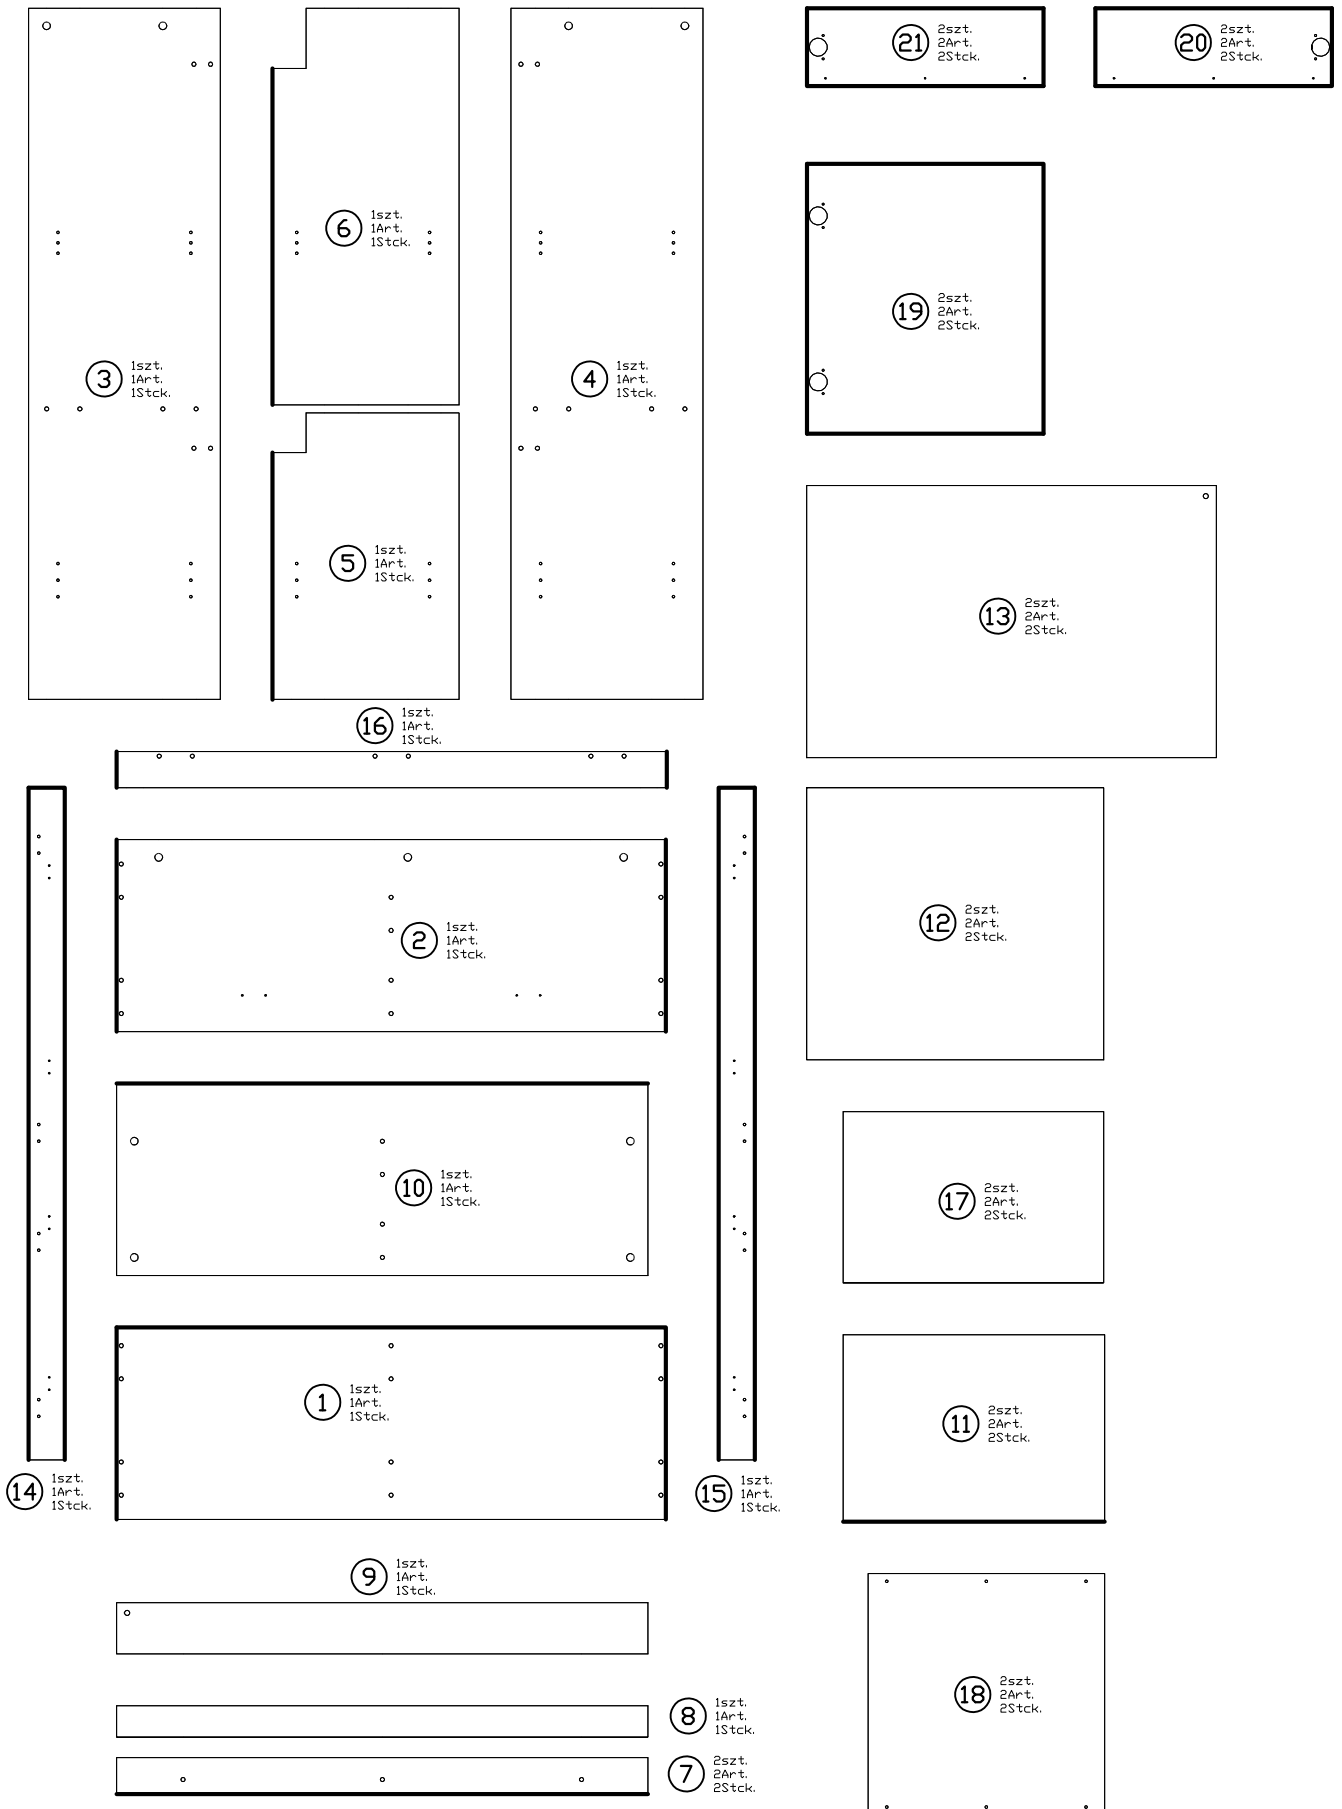 21
2szt.
2Art.
2Stck.
20
2szt.
2Art.
2Stck.
6
1szt.
1Art.
1Stck.
19
2szt.
2Art.
2Stck.
3
1szt.
1Art.
1Stck.
4
1szt.
1Art.
1Stck.
5
1szt.
1Art.
1Stck.
13
2szt.
2Art.
2Stck.
16
1szt.
1Art.
1Stck.
2
1szt.
1Art.
1Stck.
12
2szt.
2Art.
2Stck.
10
1szt.
1Art.
1Stck.
17
2szt.
2Art.
2Stck.
1
1szt.
1Art.
1Stck.
11
2szt.
2Art.
2Stck.
14
1szt.
1Art.
1Stck.
15
1szt.
1Art.
1Stck.
9
1szt.
1Art.
1Stck.
18
2szt.
2Art.
2Stck.
8
1szt.
1Art.
1Stck.
7
2szt.
2Art.
2Stck.